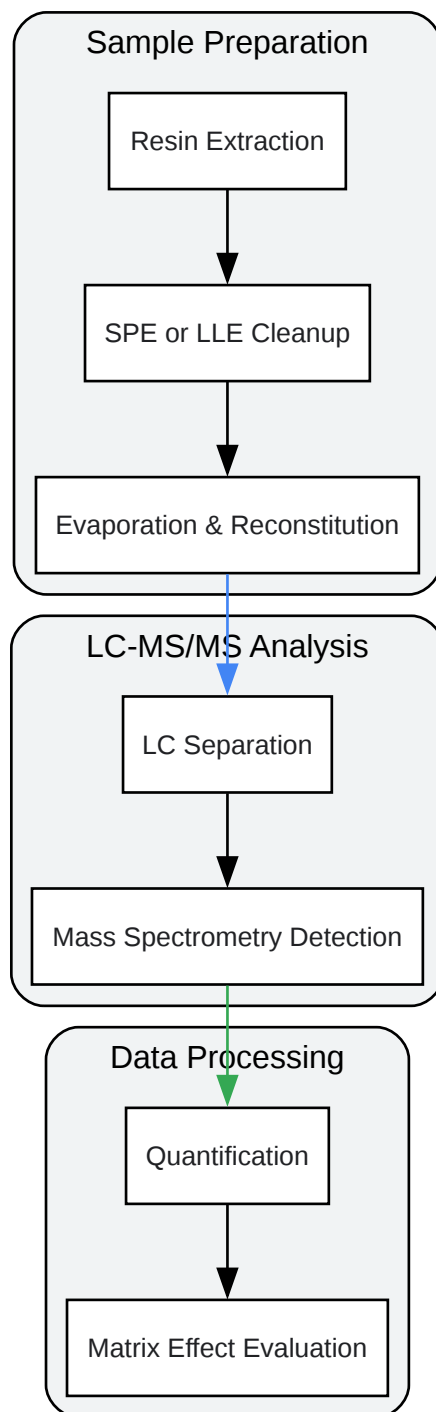 Sample Preparation
Resin Extraction
SPE or LLE Cleanup
Evaporation & Reconstitution
LC-MS/MS Analysis
LC Separation
Mass Spectrometry Detection
Data Processing
Quantification
Matrix Effect Evaluation